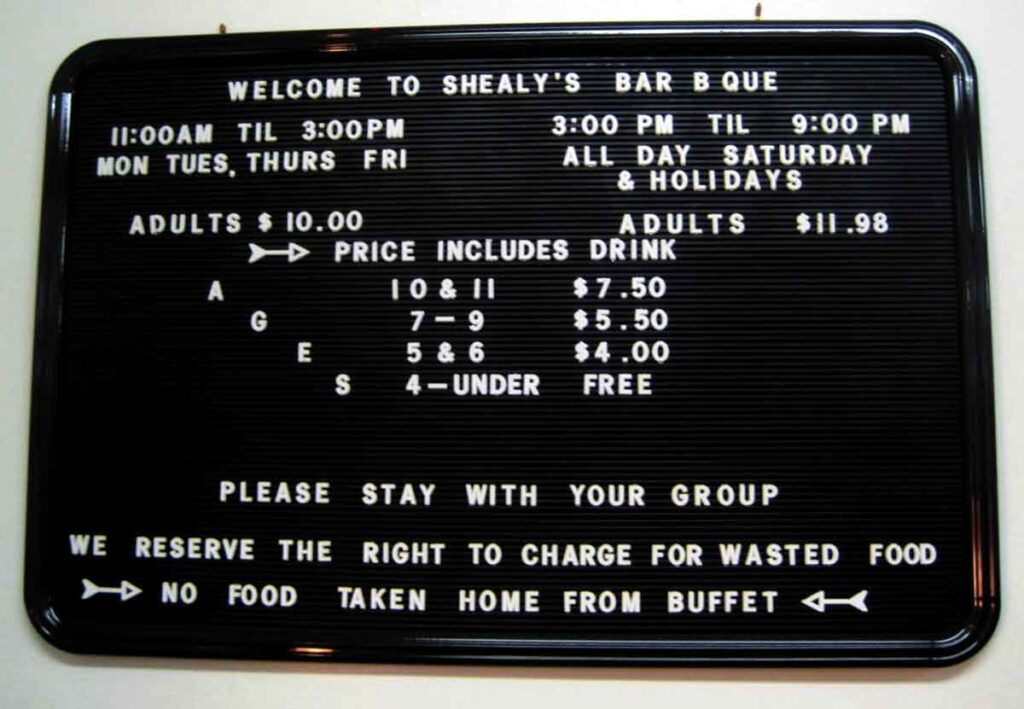 WELCOME TO SHEALY'S BAR B QUE
11:00AM TIL 3:00PM
MON TUES, THURS FRI
3:00 PM TIL 9:00 PM
ALL DAY SATURDAY
& HOLIDAYS
ADULTS $ 10.00
ADULTS $11.98
PRICE INCLUDES DRINK
A 10 & 11 $7.50
G 7 - 9 $5.50
E 5 & 6 $4.00
S 4-UNDER FREE
PLEASE STAY WITH YOUR GROUP
WE RESERVE THE RIGHT TO CHARGE FOR WASTED FOOD
NO FOOD TAKEN HOME FROM BUFFET